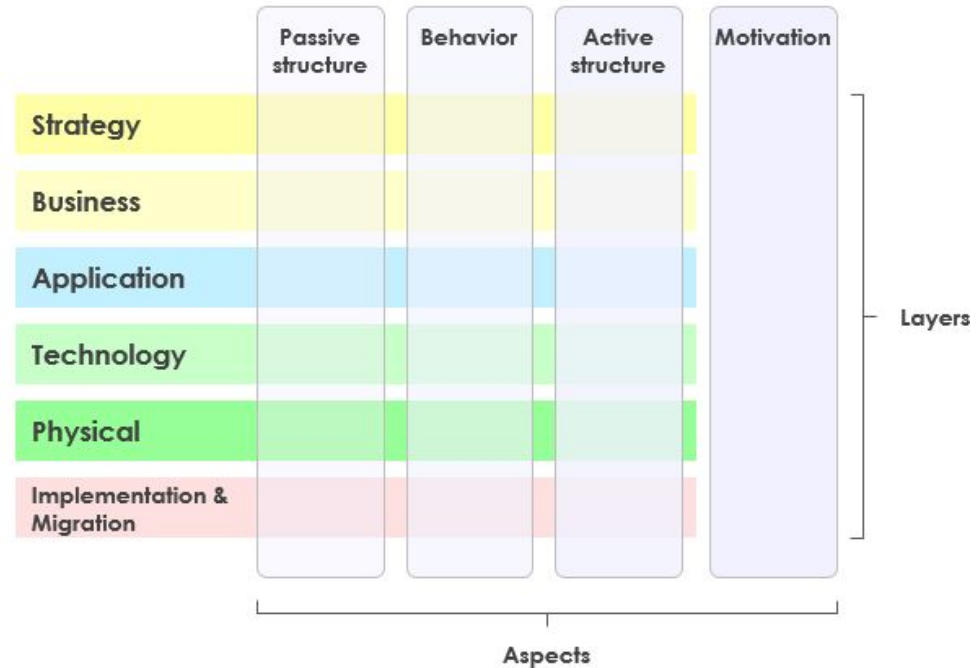 Passive
structure
Behavior
Active
structure
Motivation
Strategy
Business
Application
Technology
Physical
Implementation &
Migration
Layers
Aspects